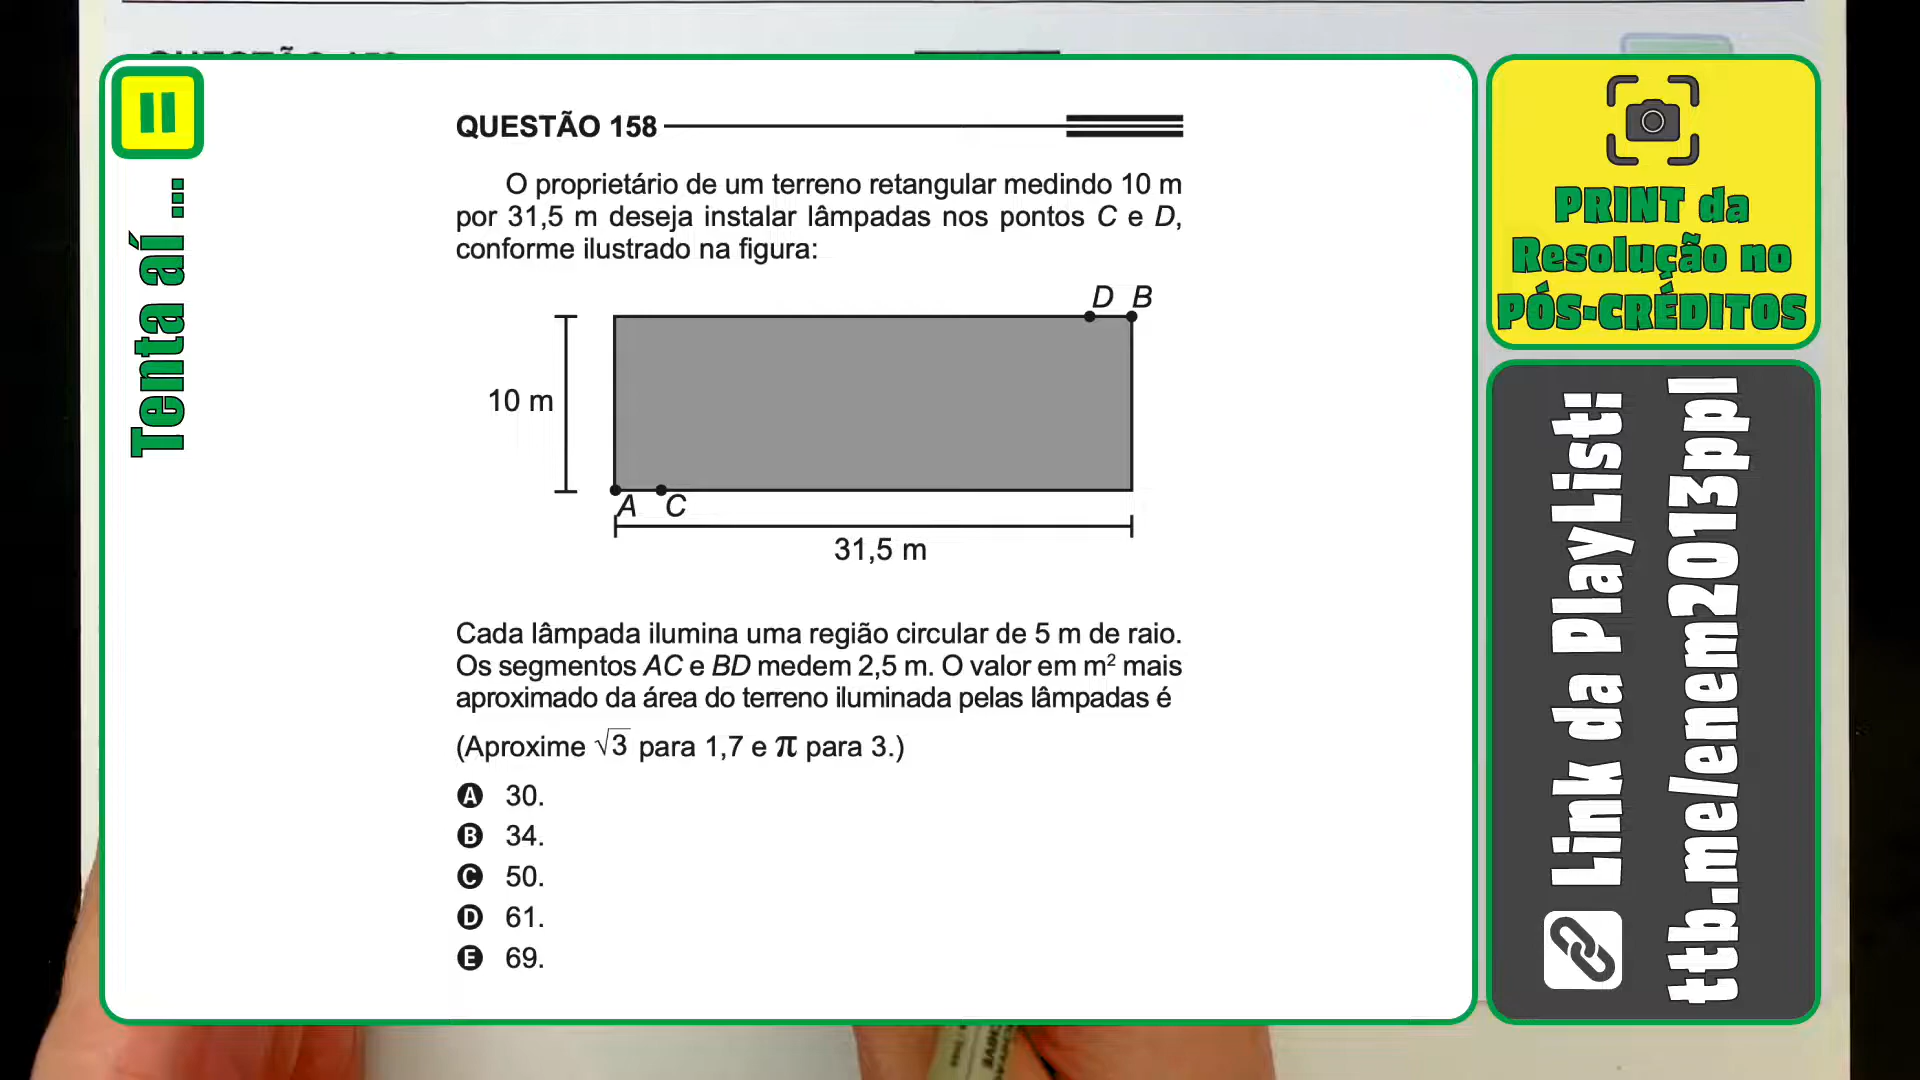 Tenta aí ...
QUESTÃO 158
O proprietário de um terreno retangular medindo 10 m
por 31,5 m deseja instalar lâmpadas nos pontos C e D,
conforme ilustrado na figura:
D B
10 m
A C
31,5 m
Cada lâmpada ilumina uma região circular de 5 m de raio.
Os segmentos AC e BD medem 2,5 m. O valor em m² mais
aproximado da área do terreno iluminada pelas lâmpadas é
(Aproxime √3 para 1,7 e π para 3.)
A 30.
B 34.
C 50.
D 61.
E 69.
PRINT da
Resolução no
PÓS-CRÉDITOS
Link da PlayList:
ttb.me/enem2013ppl